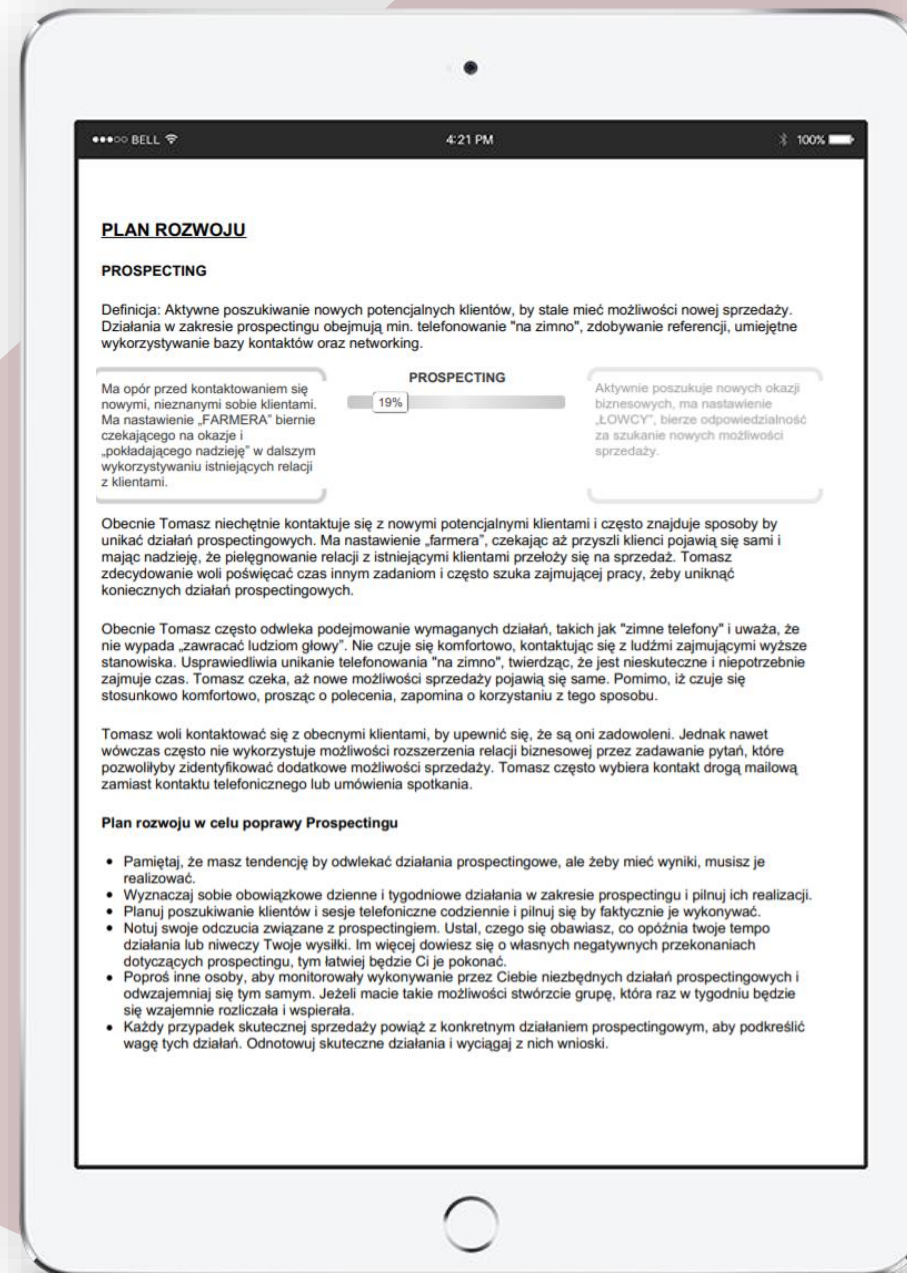 BELL
4:21 PM
100%
PLAN ROZWOJU
PROSPECTING
Definicja: Aktywne poszukiwanie nowych potencjalnych klientów, by stale mieć możliwości nowej sprzedaży.
Działania w zakresie prospectingu obejmują min. telefonowanie "na zimno", zdobywanie referencji, umiejętne
wykorzystywanie bazy kontaktów oraz networking.
Ma opór przed kontaktowaniem się
nowymi, nieznanymi sobie klientami.
Ma nastawienie „FARMERA” biernie
czekającego na okazje i
„pokładającego nadzieję” w dalszym
wykorzystywaniu istniejących relacji
z klientami.
PROSPECTING
19%
Aktywnie poszukuje nowych okazji
biznesowych, ma nastawienie
„ŁOWCY”, bierze odpowiedzialność
za szukanie nowych możliwości
sprzedaży.
Obecnie Tomasz niechętnie kontaktuje się z nowymi potencjalnymi klientami i często znajduje sposoby by
unikać działań prospectingowych. Ma nastawienie „farmera”, czekając aż przyszli klienci pojawią się sami i
mając nadzieję, że pielęgnowanie relacji z istniejącymi klientami przełoży się na sprzedaż. Tomasz
zdecydowanie woli poświęcać czas innym zadaniom i często szuka zajmującej pracy, żeby uniknąć
koniecznych działań prospectingowych.
Obecnie Tomasz często odwleka podejmowanie wymaganych działań, takich jak "zimne telefony" i uważa, że
nie wypada „zawracać ludziom głowy”. Nie czuje się komfortowo, kontaktując się z ludźmi zajmującymi wyższe
stanowiska. Usprawiedliwia unikanie telefonowania "na zimno", twierdząc, że jest nieskuteczne i niepotrzebnie
zajmuje czas. Tomasz czeka, aż nowe możliwości sprzedaży pojawią się same. Pomimo, iż czuje się
stosunkowo komfortowo, prosząc o polecenia, zapomina o korzystaniu z tego sposobu.
Tomasz woli kontaktować się z obecnymi klientami, by upewnić się, że są oni zadowoleni. Jednak nawet
wówczas często nie wykorzystuje możliwości rozszerzenia relacji biznesowej przez zadawanie pytań, które
pozwoliłyby zidentyfikować dodatkowe możliwości sprzedaży. Tomasz często wybiera kontakt drogą mailową
zamiast kontaktu telefonicznego lub umówienia spotkania.
Plan rozwoju w celu poprawy Prospectingu
• Pamiętaj, że masz tendencję by odwlekać działania prospectingowe, ale żeby mieć wyniki, musisz je
realizować.
• Wyznaczaj sobie obowiązkowe dzienne i tygodniowe działania w zakresie prospectingu i pilnuj ich realizacji.
• Planuj poszukiwanie klientów i sesje telefoniczne codziennie i pilnuj się by faktycznie je wykonywać.
• Notuj swoje odczucia związane z prospectingiem. Ustal, czego się obawiasz, co opóźnia twoje tempo
działania lub niweczy Twoje wysiłki. Im więcej dowiesz się o własnych negatywnych przekonaniach
dotyczących prospectingu, tym łatwiej będzie Ci je pokonać.
• Poproś inne osoby, aby monitorowały wykonywanie przez Ciebie niezbędnych działań prospectingowych i
odwzajemniaj się tym samym. Jeżeli macie takie możliwości stwórzcie grupę, która raz w tygodniu będzie
się wzajemnie rozliczała i wspierała.
• Każdy przypadek skutecznej sprzedaży powiąż z konkretnym działaniem prospectingowym, aby podkreślić
wagę tych działań. Odnotowuj skuteczne działania i wyciągaj z nich wnioski.